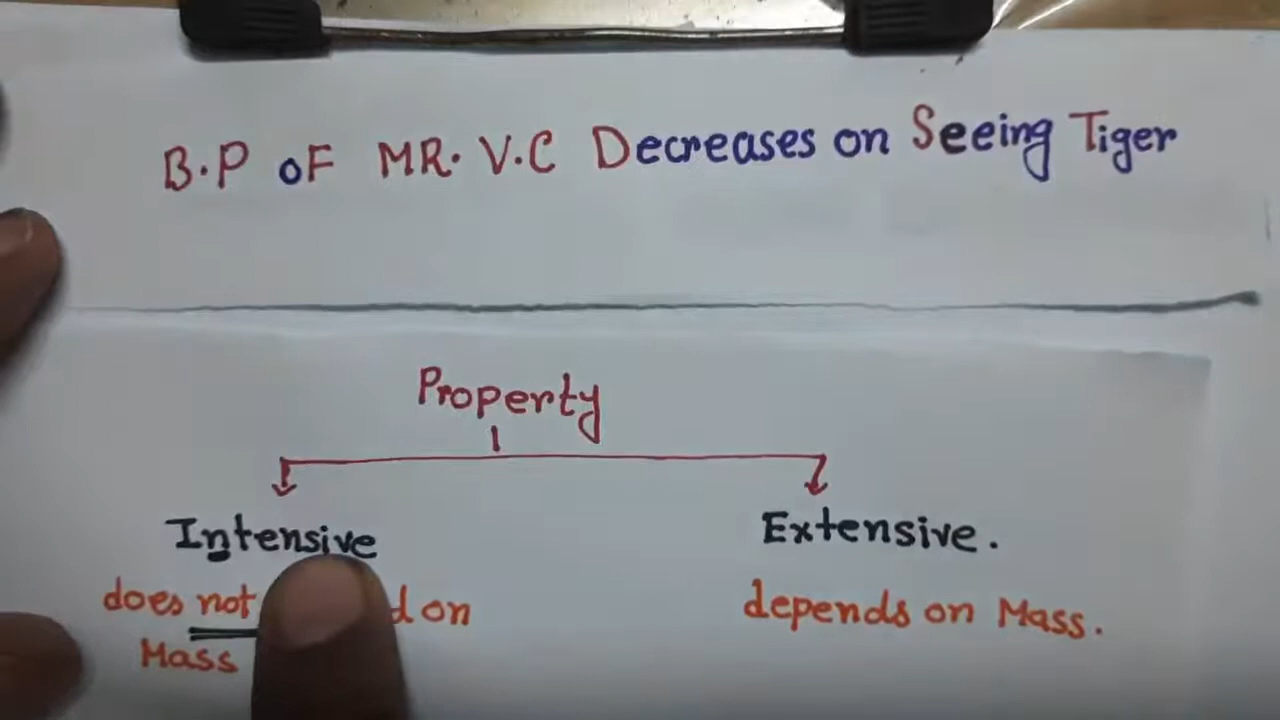 B.P oF MR. V.C Decreases on Seeing Tiger
Property
Intensive
Extensive.
does not d on
depends on Mass.
Mass